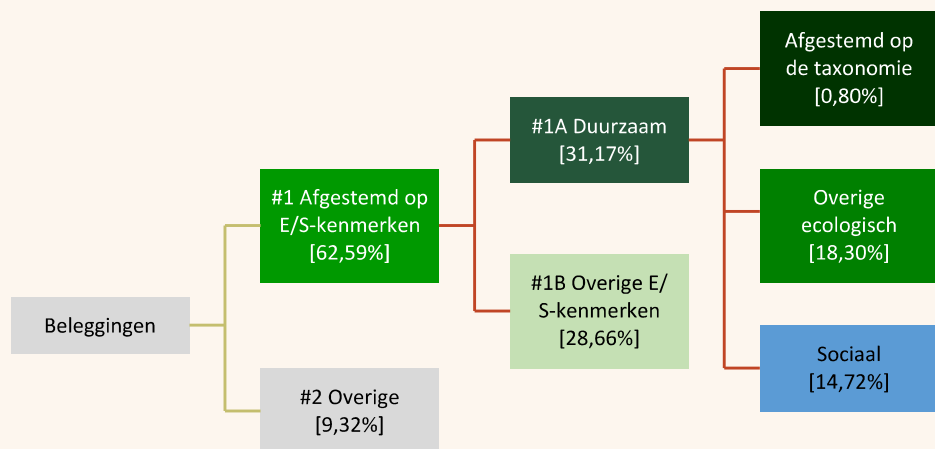 Beleggingen
#1 Afgestemd op
E/S-kenmerken
[62,59%]
#2 Overige
[9,32%]
#1A Duurzaam
[31,17%]
#1B Overige E/
S-kenmerken
[28,66%]
Afgestemd op
de taxonomie
[0,80%]
Overige
ecologisch
[18,30%]
Sociaal
[14,72%]